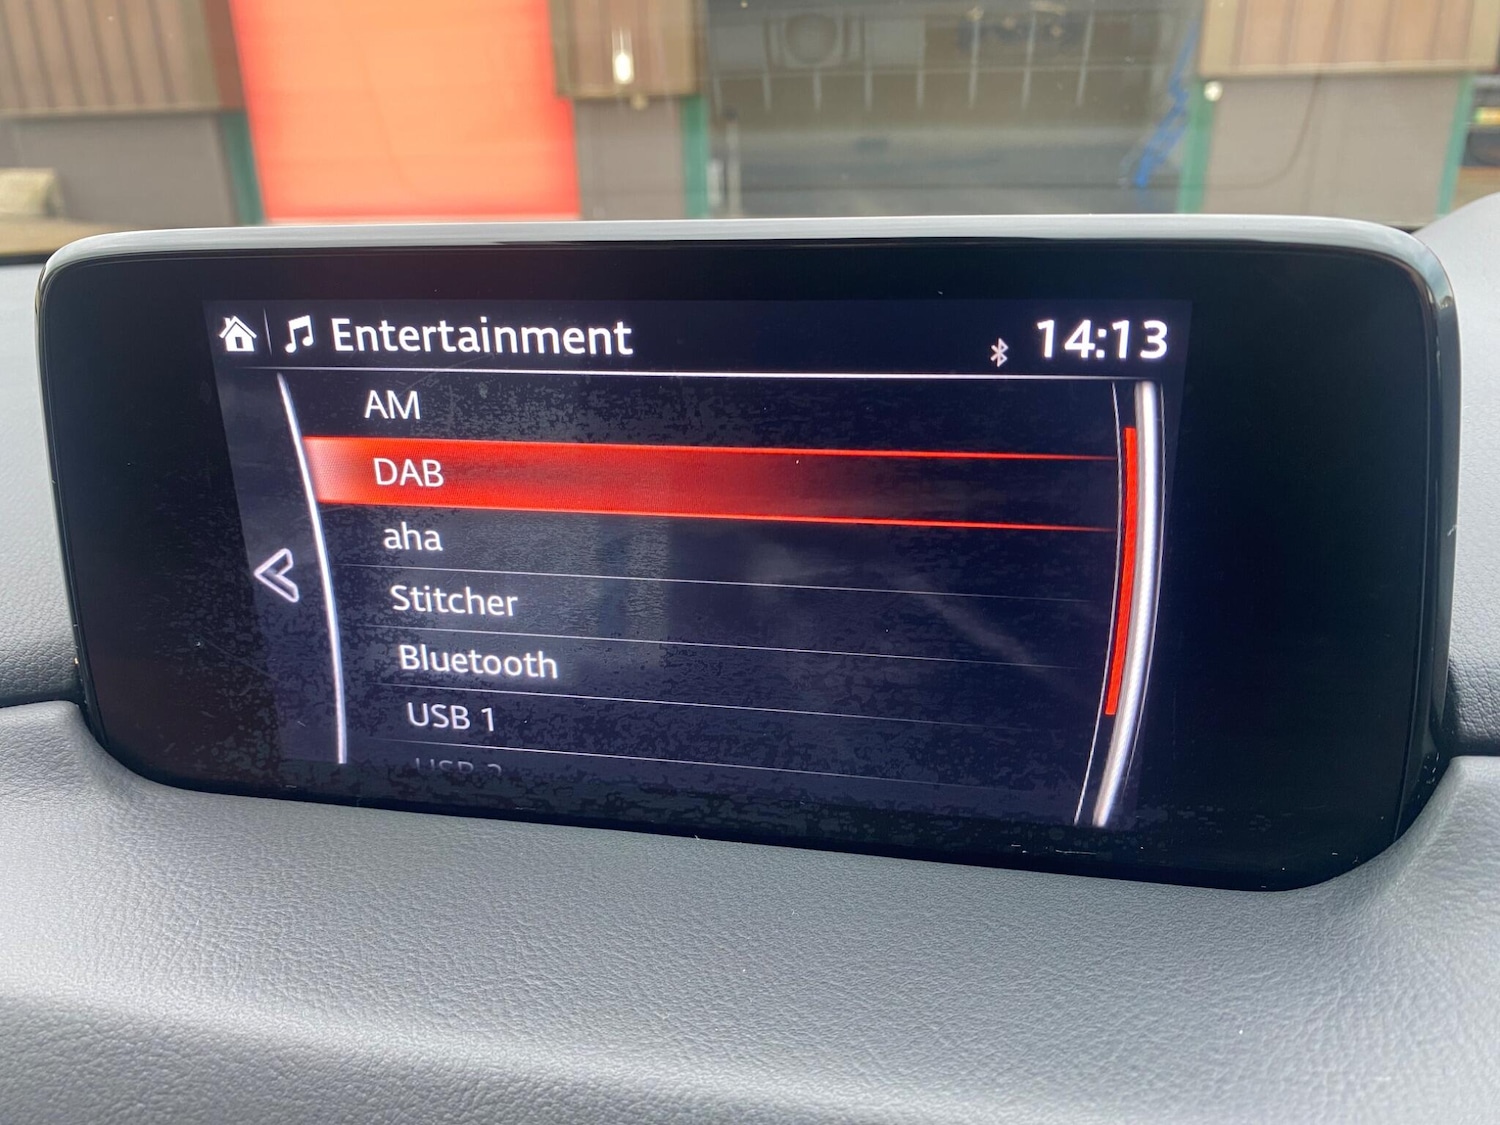 Entertainment 14:13
AM
DAB
aha
Stitcher
Bluetooth
USB 1